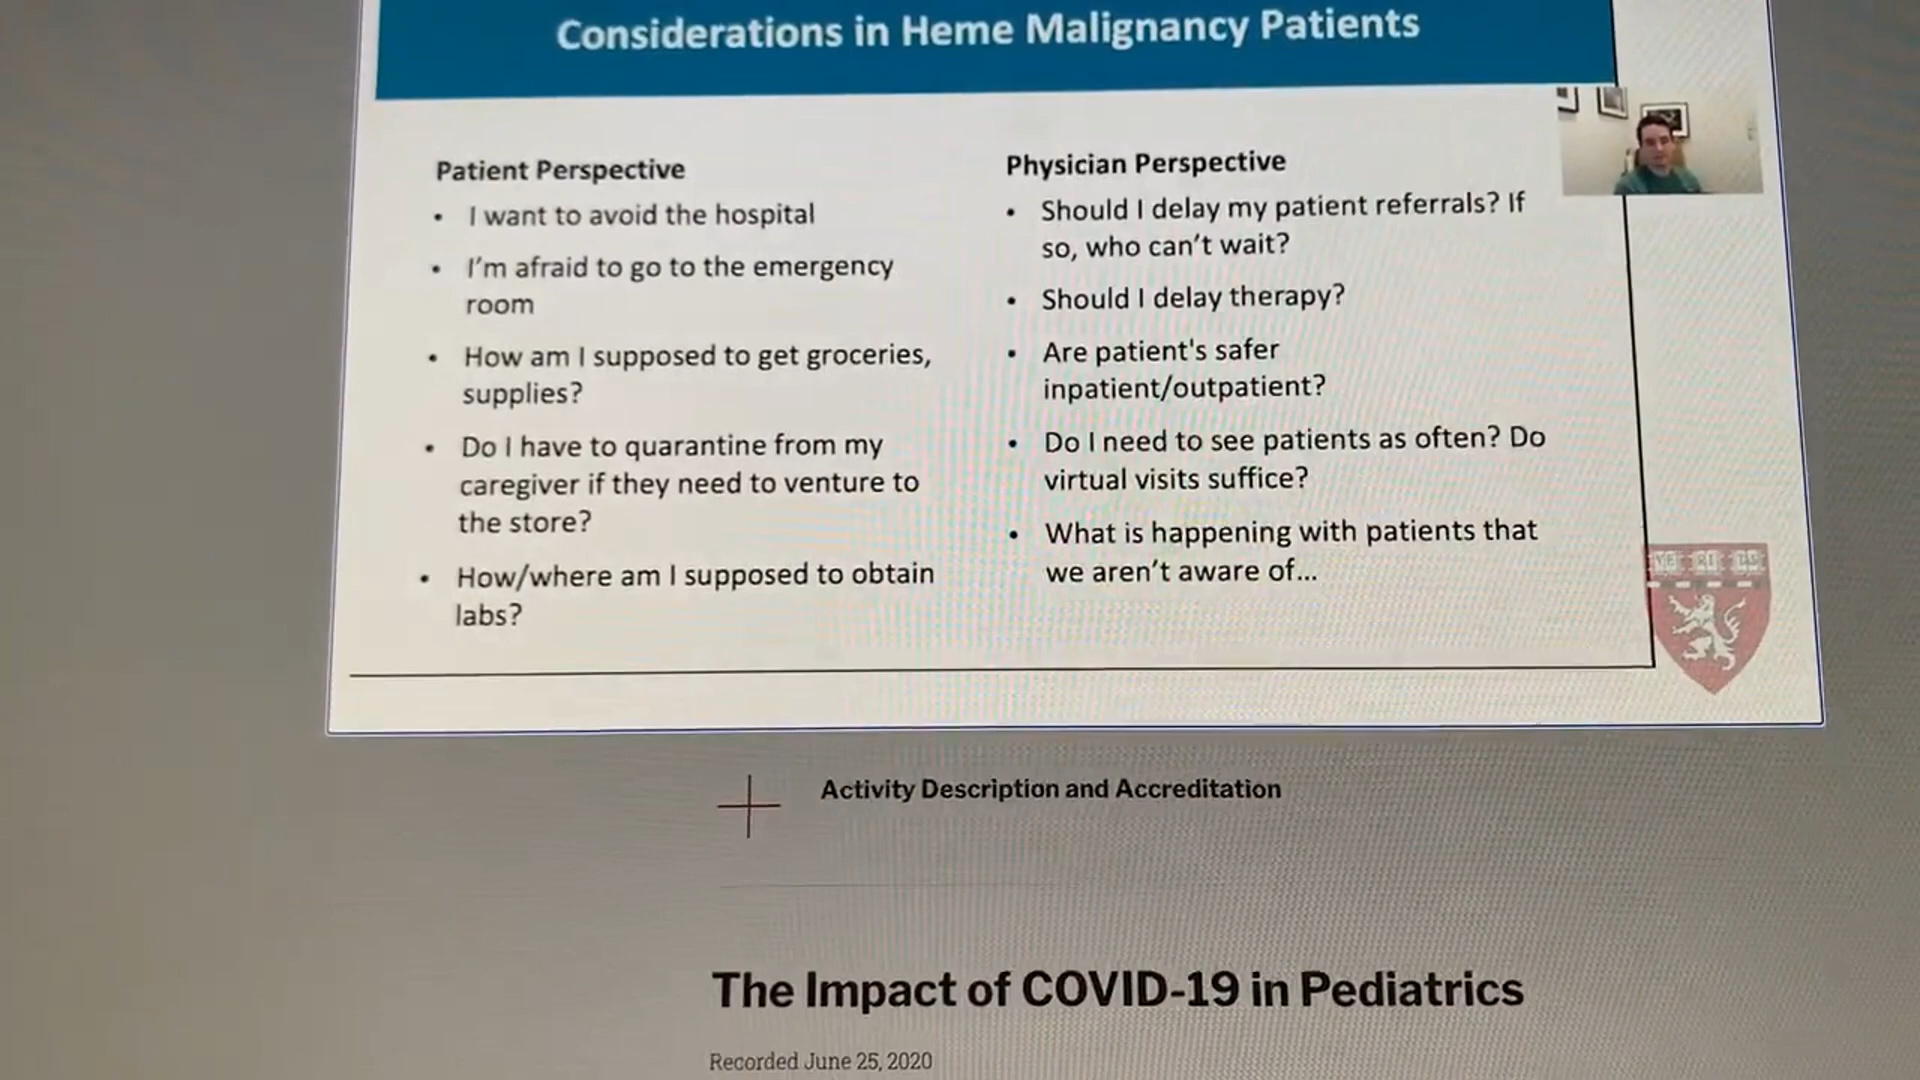 Considerations in Heme Malignancy Patients
Patient Perspective
• I want to avoid the hospital
• I'm afraid to go to the emergency
room
• How am I supposed to get groceries,
supplies?
• Do I have to quarantine from my
caregiver if they need to venture to
the store?
• How/where am I supposed to obtain
labs?
Physician Perspective
• Should I delay my patient referrals? If
so, who can't wait?
• Should I delay therapy?
• Are patient's safer
inpatient/outpatient?
• Do I need to see patients as often? Do
virtual visits suffice?
• What is happening with patients that
we aren't aware of...
VE RI TAS
Activity Description and Accreditation
The Impact of COVID-19 in Pediatrics
Recorded June 25, 2020